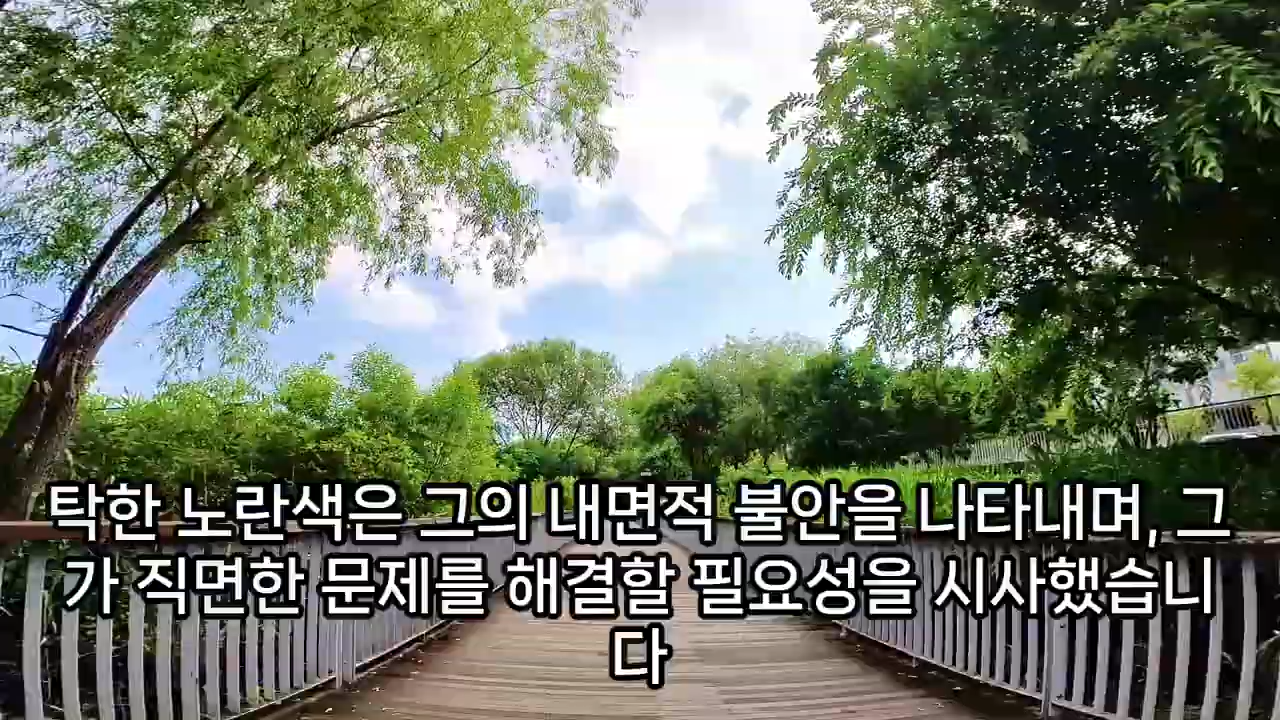 탁한 노란색은 그의 내면적 불안을 나타내며, 그
가 직면한 문제를 해결할 필요성을 시사했습니
다